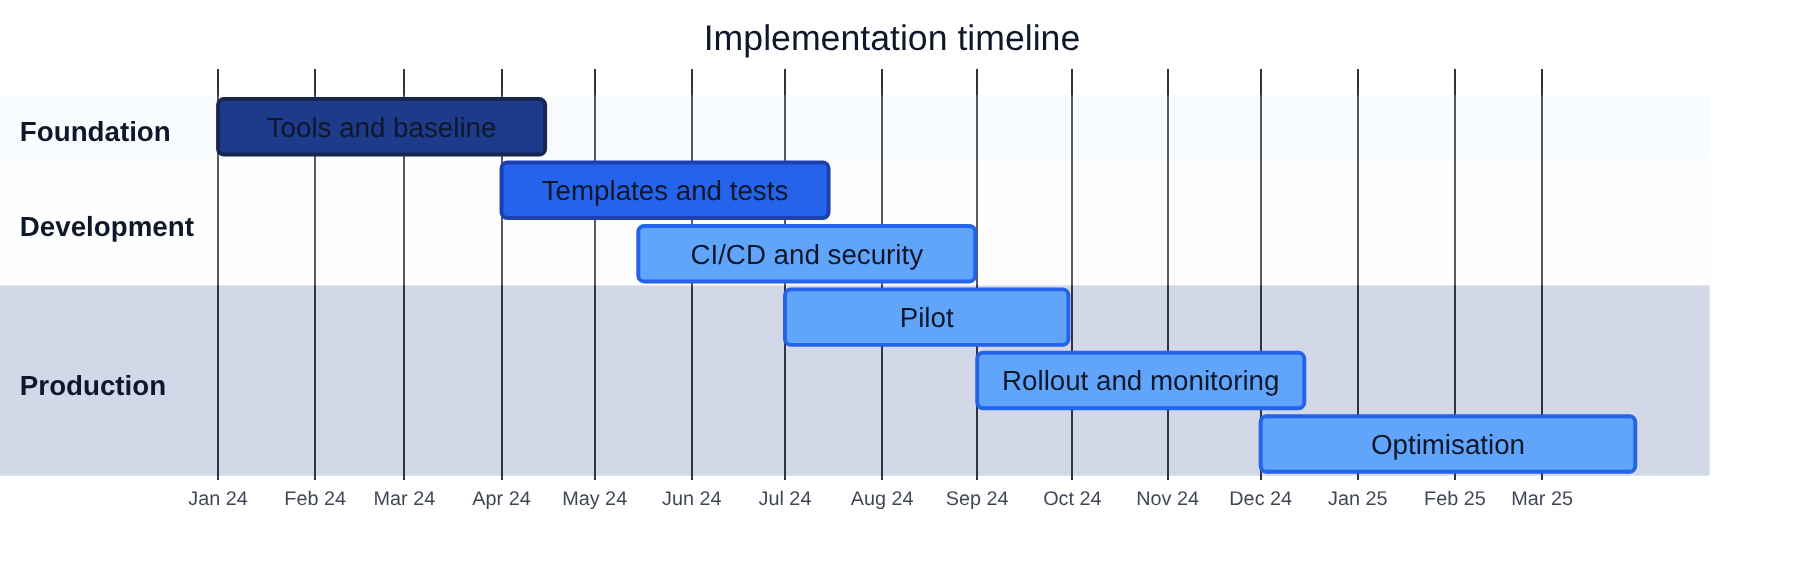 Implementation timeline
Foundation
Tools and baseline
Development
Templates and tests
CI/CD and security
Production
Pilot
Rollout and monitoring
Optimisation
Jan 24 Feb 24 Mar 24 Apr 24 May 24 Jun 24 Jul 24 Aug 24 Sep 24 Oct 24 Nov 24 Dec 24 Jan 25 Feb 25 Mar 25